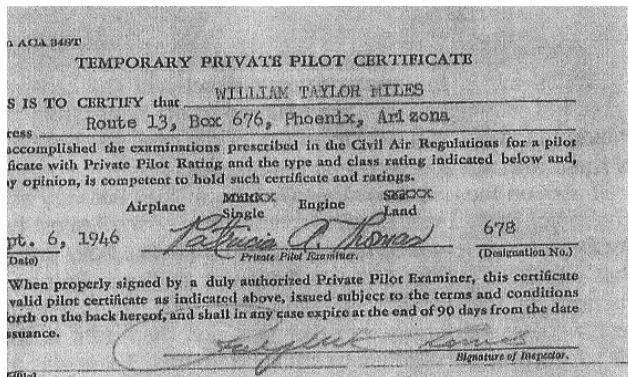 ACA 348T
TEMPORARY PRIVATE PILOT CERTIFICATE
S IS TO CERTIFY that WILLIAM TAYLOR MILES
ress Route 13, Box 676, Phoenix, Arizona
accomplished the examinations prescribed in the Civil Air Regulations for a pilot
ficate with Private Pilot Rating and the type and class rating indicated below and,
y opinion, is competent to hold such certificate and ratings.
Airplane Single Engine Land
pt. 6, 1946 Patricia A. Thomas 678
Date) Private Pilot Examiner. (Designation No.)
When properly signed by a duly authorized Private Pilot Examiner, this certificate
valid pilot certificate as indicated above, issued subject to the terms and conditions
orth on the back hereof, and shall in any case expire at the end of 90 days from the date
ssuance.
Signature of Inspector.